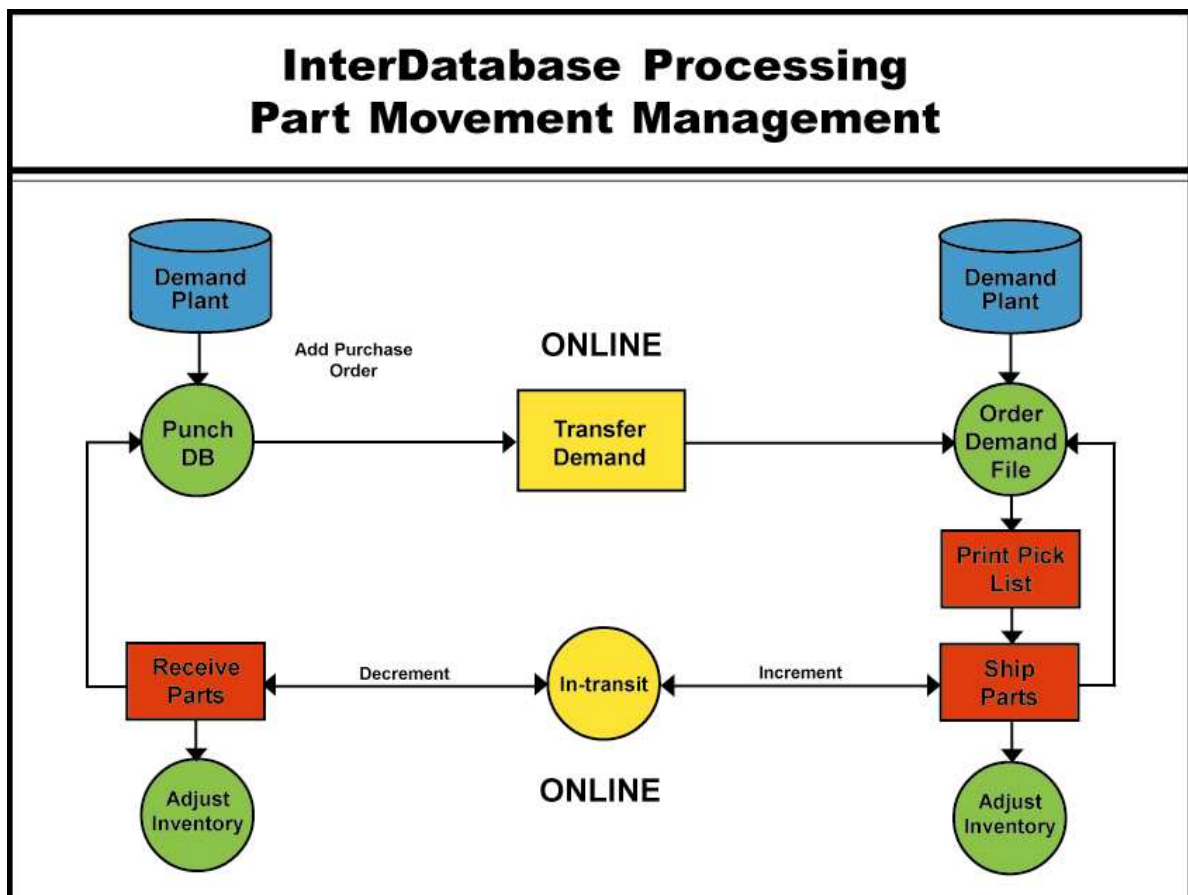 InterDatabase Processing
Part Movement Management
Demand
Plant
Demand
Plant
Add Purchase
Order
ONLINE
Punch
DB
Transfer
Demand
Order
Demand
File
Print Pick
List
Receive
Parts
Decrement
In-transit
Increment
Ship
Parts
Adjust
Inventory
ONLINE
Adjust
Inventory